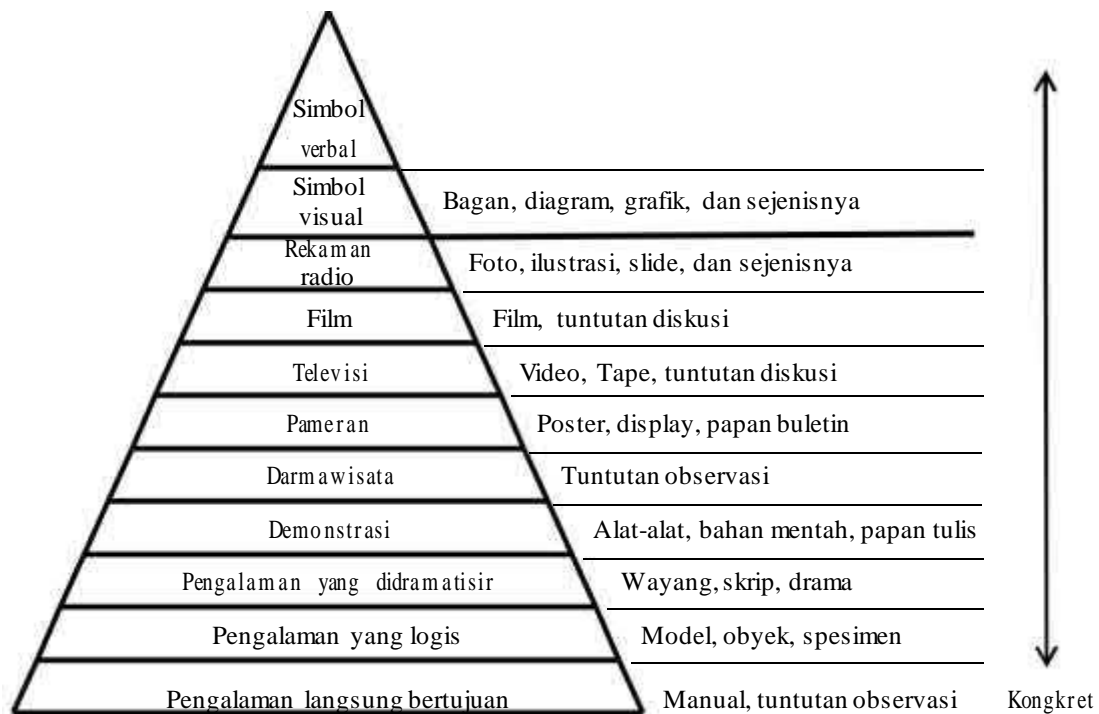 Simbol
verbal
Simbol
visual
Bagan, diagram, grafik, dan sejenisnya
Rekaman
radio
Foto, ilustrasi, slide, dan sejenisnya
Film
Film, tuntutan diskusi
Televisi
Video, Tape, tuntutan diskusi
Pameran
Poster, display, papan buletin
Darmawisata
Tuntutan observasi
Demonstrasi
Alat-alat, bahan mentah, papan tulis
Pengalaman yang didramatisir
Wayang, skrip, drama
Pengalaman yang logis
Model, obyek, spesimen
Pengalaman langsung bertujuan
Manual, tuntutan observasi
Kongkret